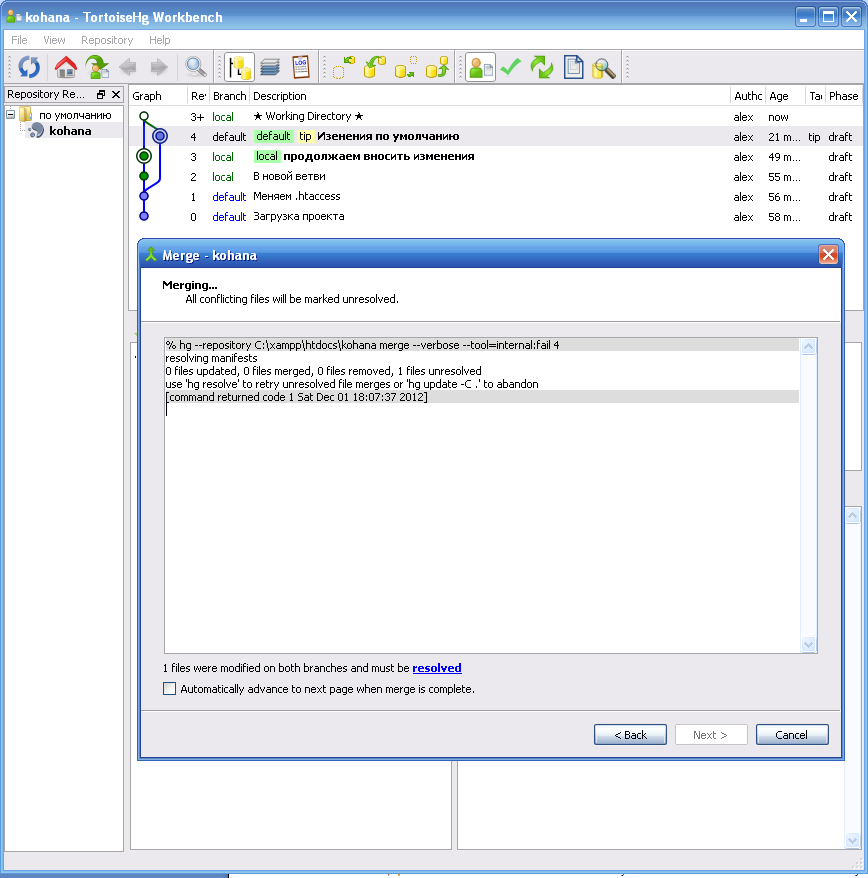 kohana - TortoiseHg Workbench
File View Repository Help
LOG
Repository Re...
Graph Re Branch Description Autho Age Ta Phase
по умолчанию
kohana
3+ local ★ Working Directory ★ alex now
4 default default tip Изенения по умолчанию alex 21 m... tip draft
3 local local продолжаем вносить изменения alex 49 m... draft
2 local В новой ветви alex 55 m... draft
1 default Меняем .htaccess alex 56 m... draft
0 default Загрузка проекта alex 58 m... draft
Merge - kohana
Merging...
All conflicting files will be marked unresolved.
% hg --repository C:\xampp\htdocs\kohana merge --verbose --tool=internal:fail 4
resolving manifests
0 files updated, 0 files merged, 0 files removed, 1 files unresolved
use 'hg resolve' to retry unresolved file merges or 'hg update -C .' to abandon
[command returned code 1 Sat Dec 01 18:07:37 2012]
1 files were modified on both branches and must be resolved
Automatically advance to next page when merge is complete.
< Back Next > Cancel